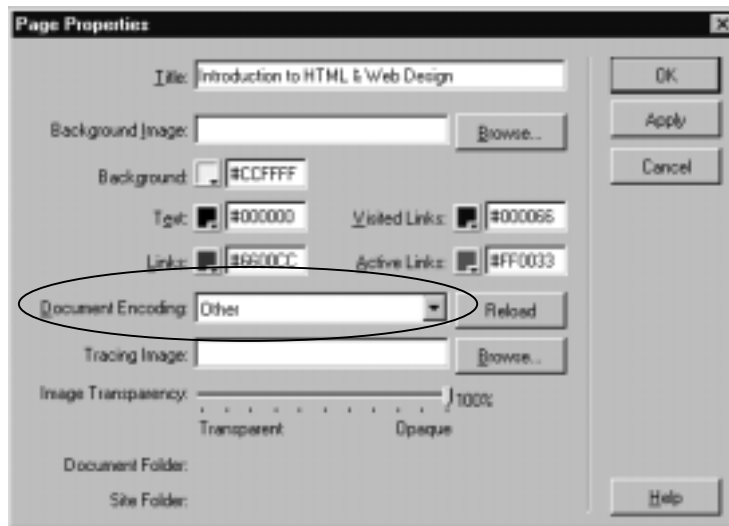 Page Properties
Title: Introduction to HTML & Web Design
OK
Background Image: Browse...
Apply
Background: #CCFFFF
Cancel
Text: #000000 Visited Links: #000066
Links: #6600CC Active Links: #FF0033
Document Encoding: Other Reload
Tracing Image: Browse...
Image Transparency: 100%
Transparent Opaque
Document Folder:
Site Folder:
Help